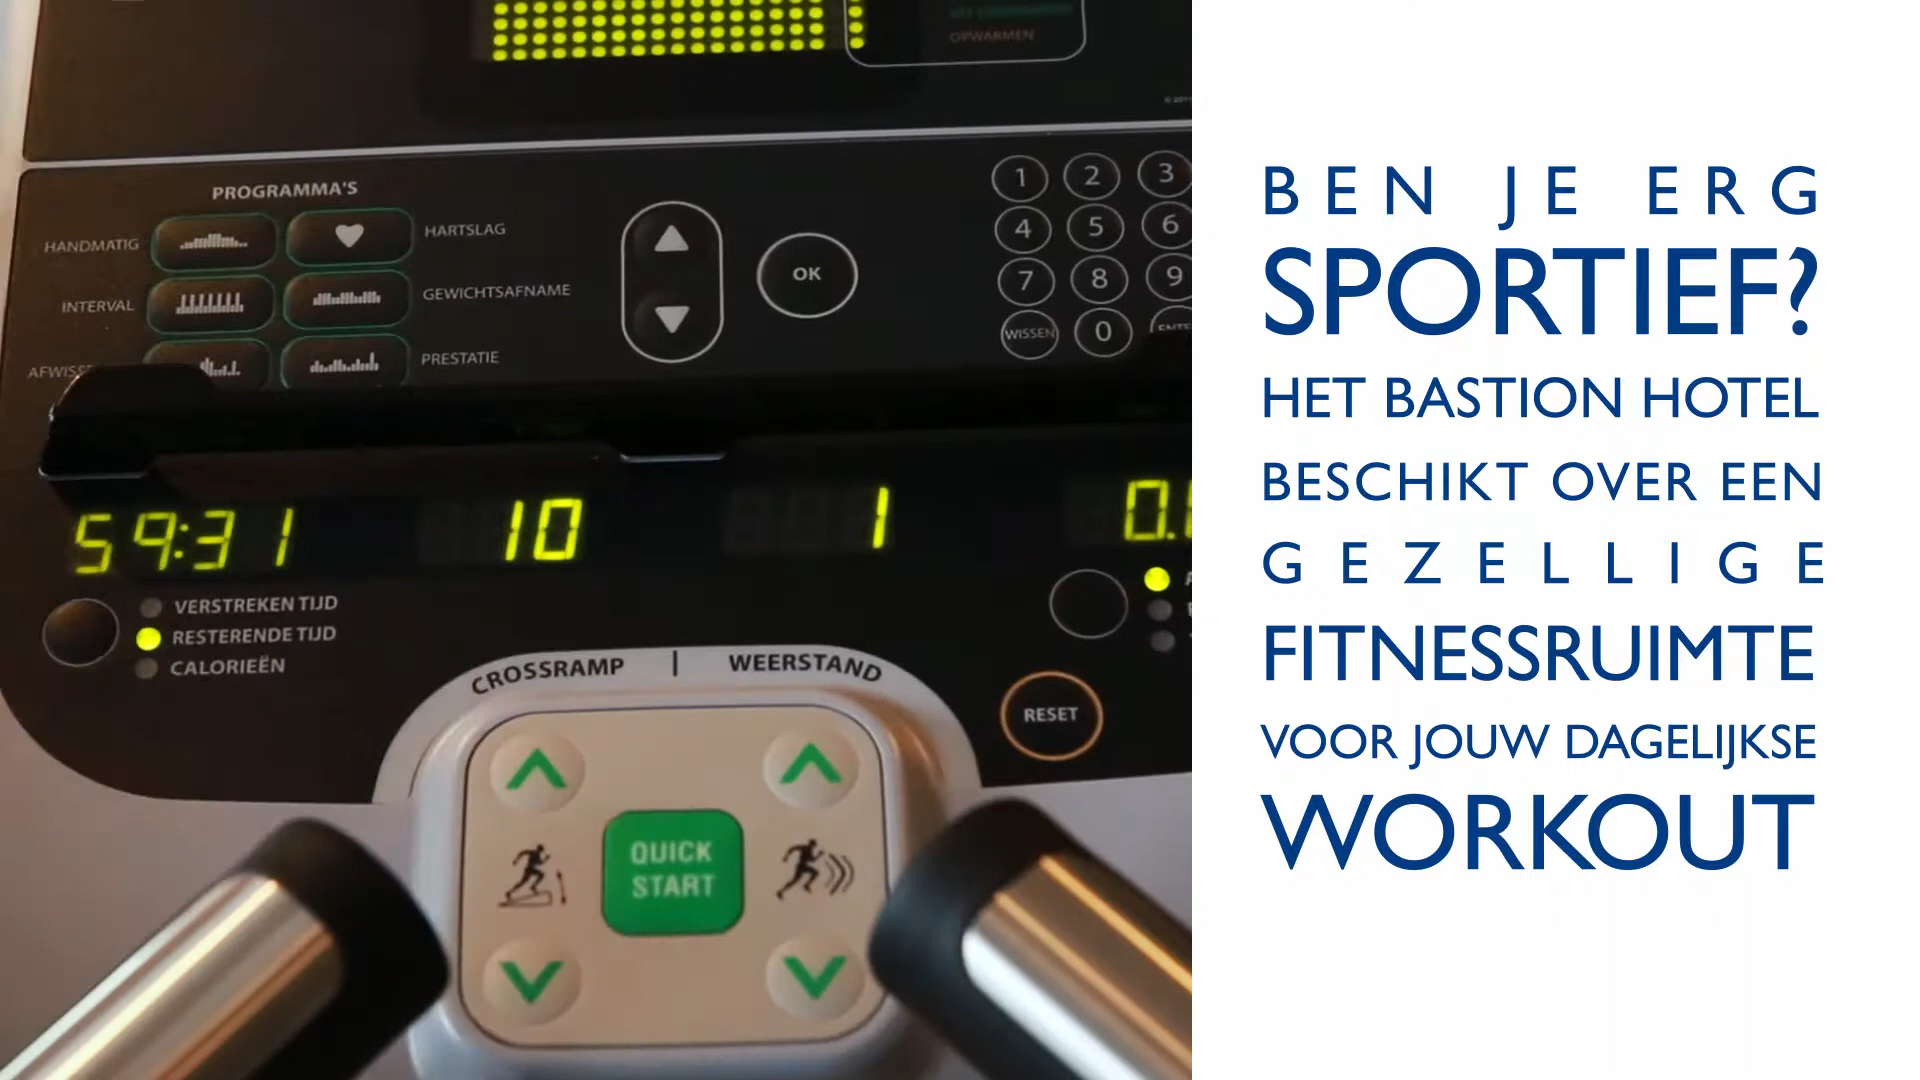 OPWARMEN
PROGRAMMA'S
HANDMATIG
HARTSLAG
INTERVAL
GEWICHTSAFNAME
PRESTATIE
OK
1 2 3
4 5 6
7 8 9
WISSEN 0
59:31 10 1 0.
VERSTREKEN TIJD
RESTERENDE TIJD
CALORIEËN
CROSSRAMP | WEERSTAND
RESET
QUICK
START
BEN JE ERG
SPORTIEF?
HET BASTION HOTEL
BESCHIKT OVER EEN
GEZELLIGE
FITNESSRUIMTE
VOOR JOUW DAGELIJKSE
WORKOUT